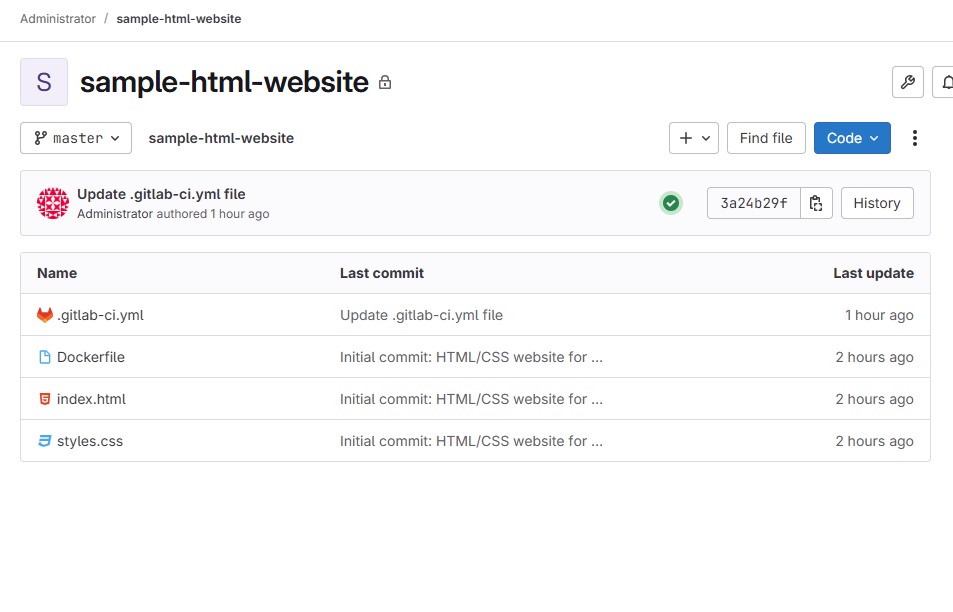 Administrator / sample-html-website
S sample-html-website
master sample-html-website Find file Code
Update .gitlab-ci.yml file
Administrator authored 1 hour ago
3a24b29f History
Name Last commit Last update
.gitlab-ci.yml Update .gitlab-ci.yml file 1 hour ago
Dockerfile Initial commit: HTML/CSS website for ... 2 hours ago
index.html Initial commit: HTML/CSS website for ... 2 hours ago
styles.css Initial commit: HTML/CSS website for ... 2 hours ago